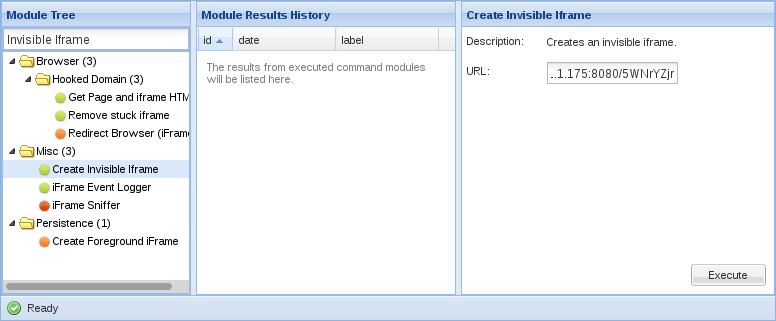 Module Tree
Invisible Iframe
Browser (3)
Hooked Domain (3)
Get Page and iframe HTM
Remove stuck iframe
Redirect Browser (iFrame
Misc (3)
Create Invisible Iframe
iFrame Event Logger
iFrame Sniffer
Persistence (1)
Create Foreground iFrame
Module Results History
id date label
The results from executed command modules
will be listed here.
Create Invisible Iframe
Description: Creates an invisible iframe.
URL: ..1.175:8080/5WNrYZjr
Execute
Ready